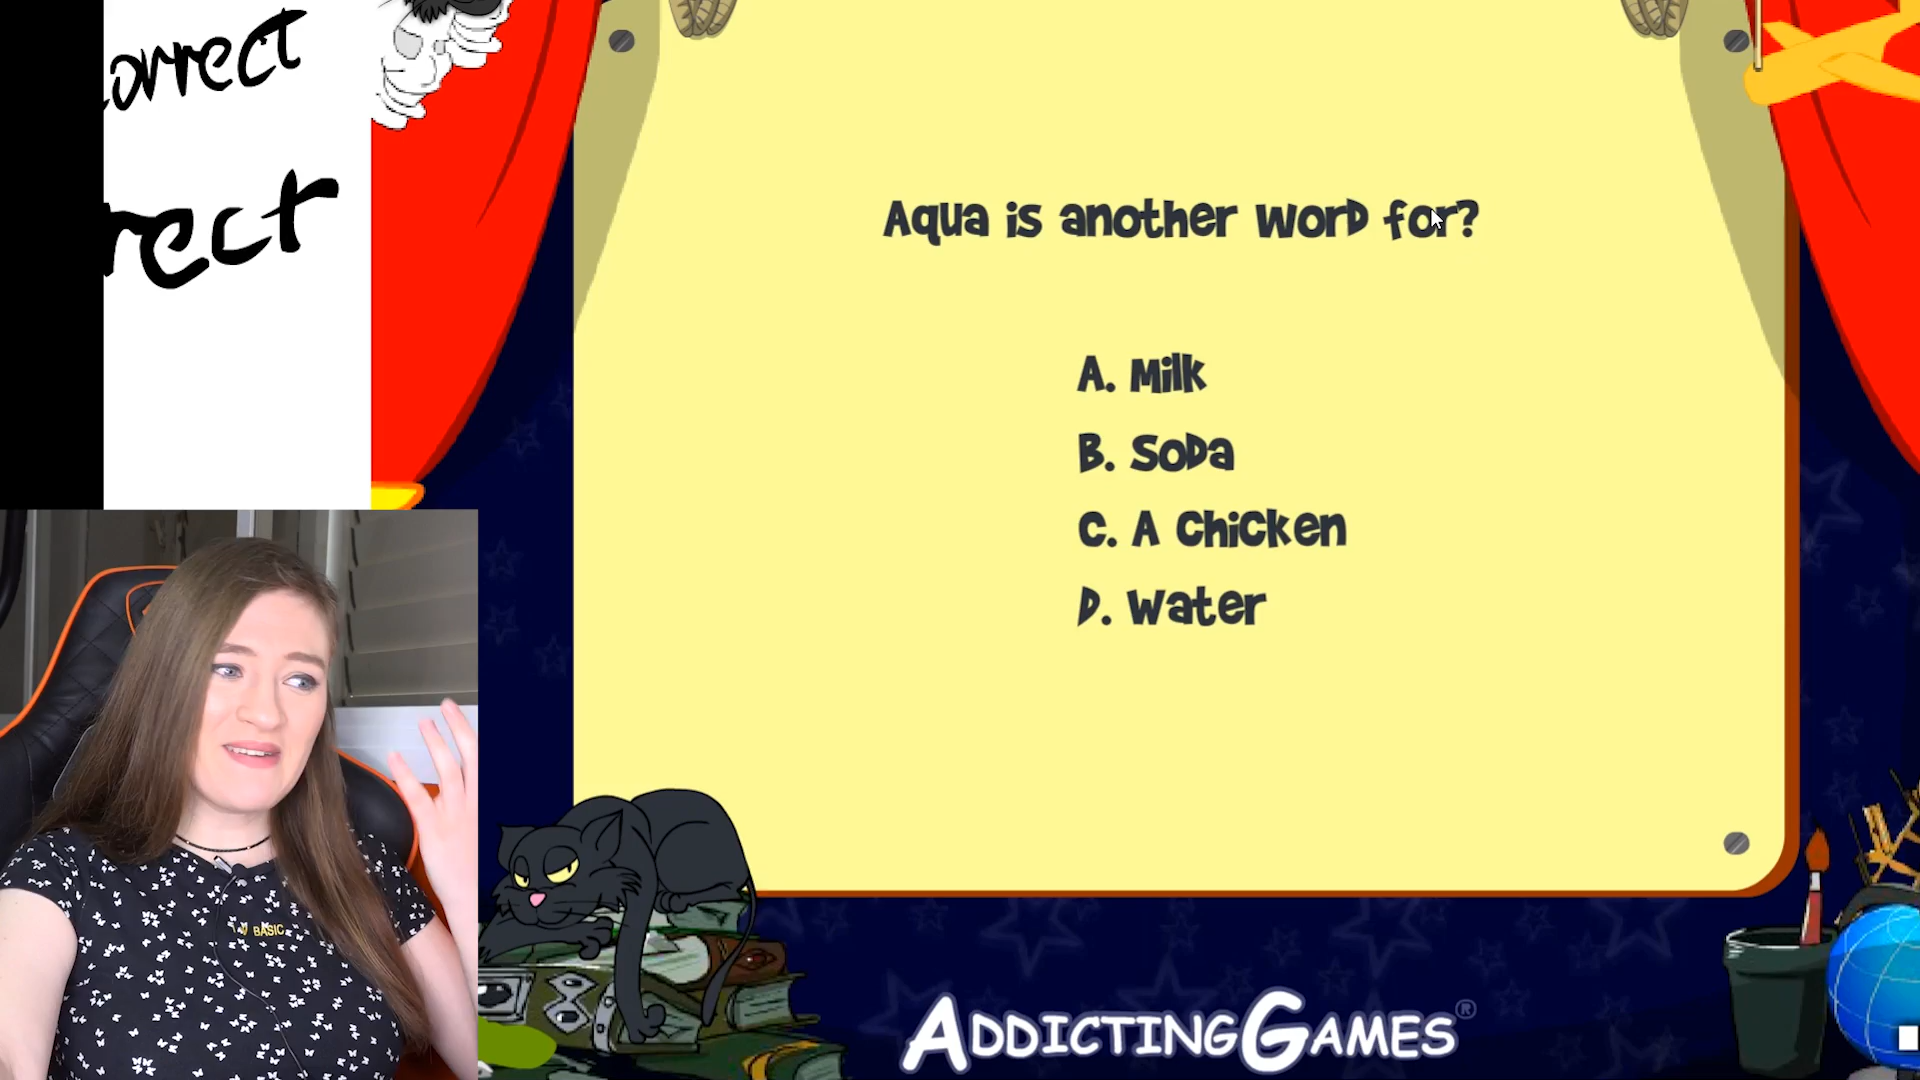 orrect
rect
Aqua is another word for?
A. Milk
B. Soda
C. A Chicken
D. Water
BASIC
ADDICTINGGAMES®